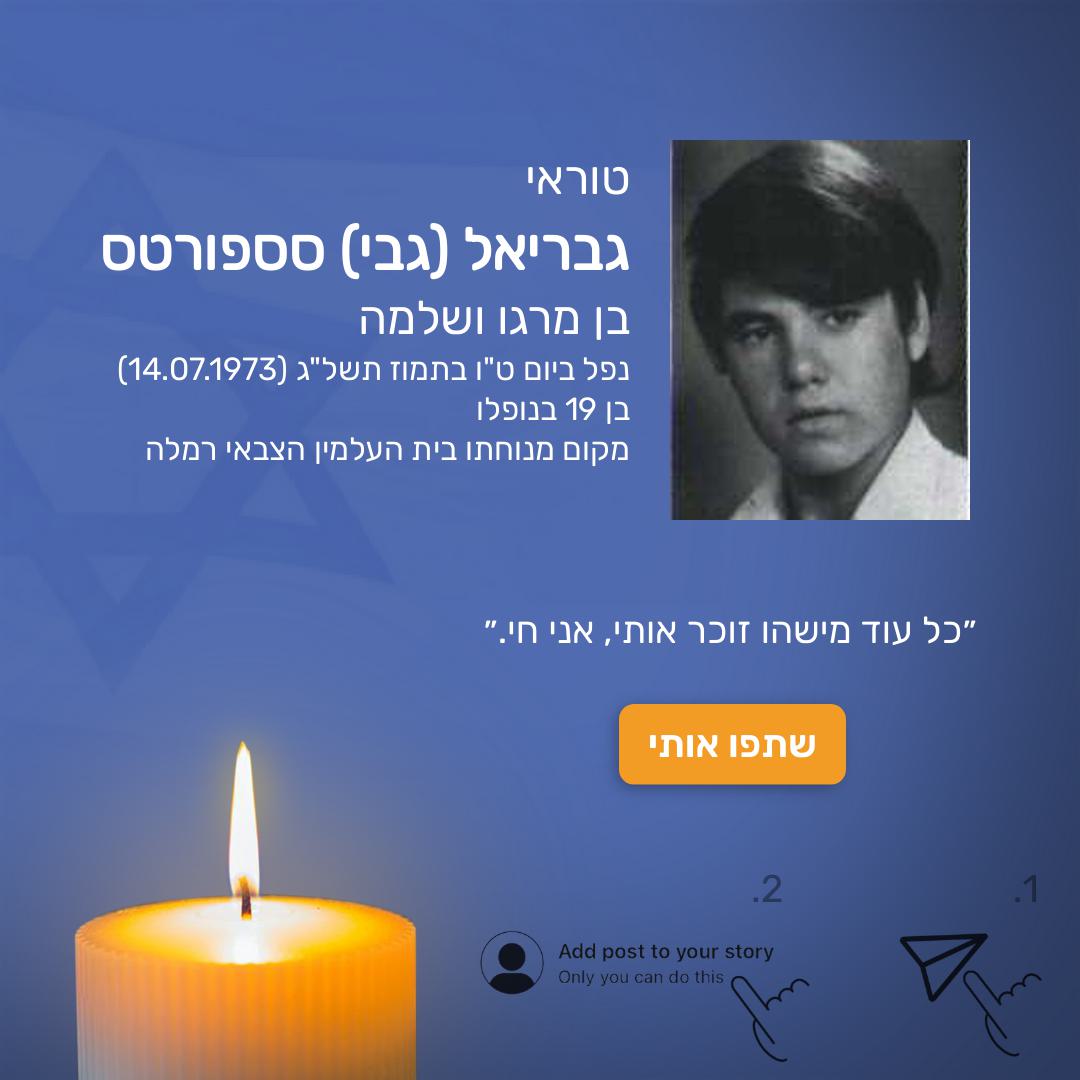 טוראי
גבריאל (גבי) ססספורטס
בן מרגו ושלמה
נפל ביום ט"ו בתמוז תשל"ג (14.07.1973)
בן 19 בנופלו
מקום מנוחתו בית העלמין הצבאי רמלה
״כל עוד מישהו זוכר אותי, אני חי.״
שתפו אותי
1.
2.
Add post to your story
Only you can do this